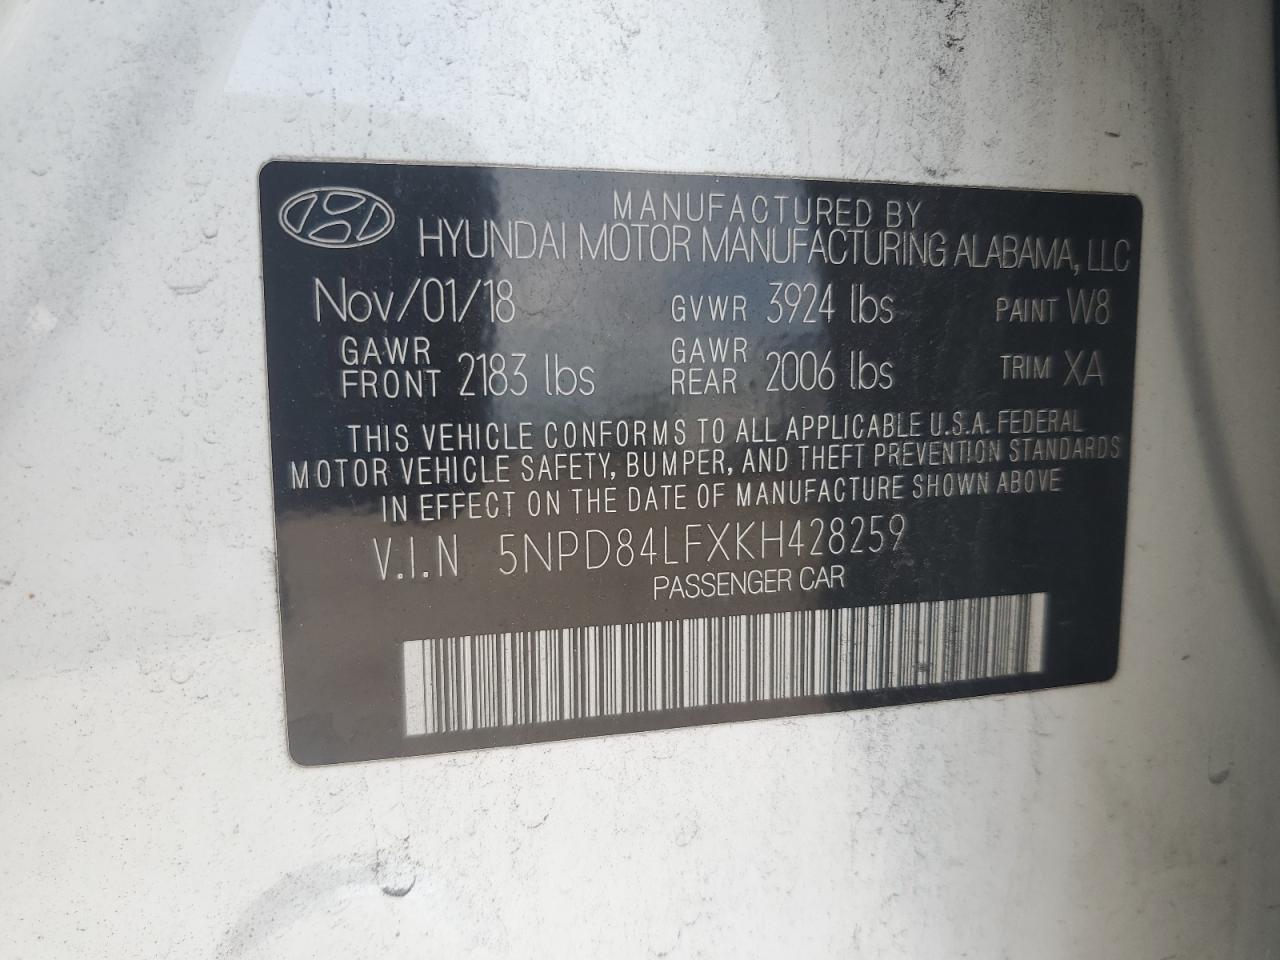 MANUFACTURED BY
HYUNDAI MOTOR MANUFACTURING ALABAMA, LLC
Nov/01/18 GVWR 3924 lbs PAINT W8
GAWR FRONT 2183 lbs GAWR REAR 2006 lbs TRIM XA
THIS VEHICLE CONFORMS TO ALL APPLICABLE U.S.A. FEDERAL
MOTOR VEHICLE SAFETY, BUMPER, AND THEFT PREVENTION STANDARDS
IN EFFECT ON THE DATE OF MANUFACTURE SHOWN ABOVE
V.I.N 5NPD84LFXKH428259
PASSENGER CAR